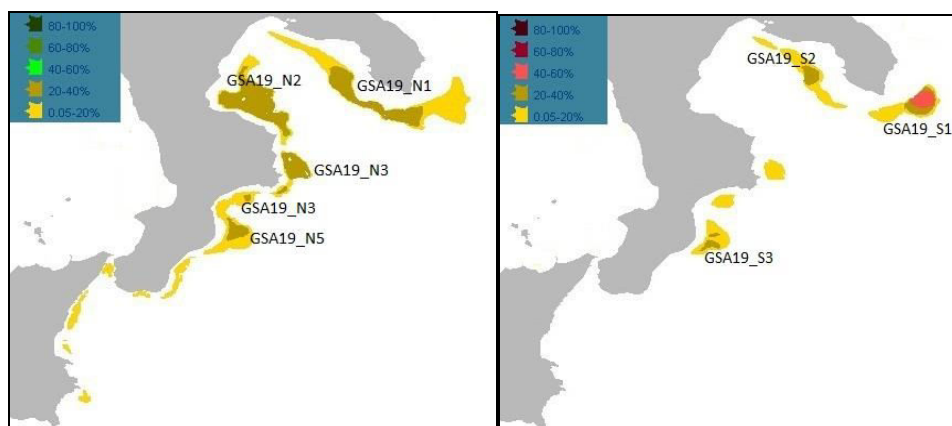 80-100%
60-80%
40-60%
20-40%
0.05-20%
GSA19_N2
GSA19_N1
GSA19_N3
GSA19_N3
GSA19_N5
80-100%
60-80%
40-60%
20-40%
0.05-20%
GSA19_S2
GSA19_S1
GSA19_S3